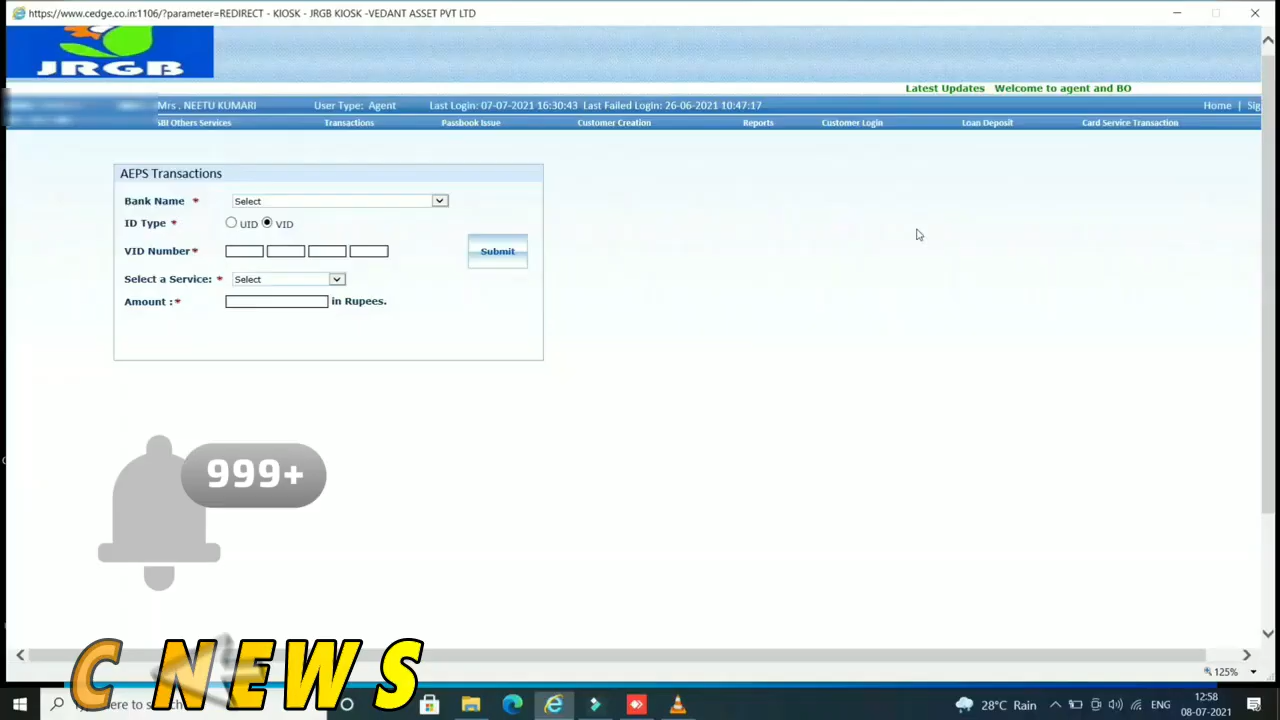 https://www.cedge.co.in:1106/?parameter=REDIRECT - KIOSK - JRGB KIOSK -VEDANT ASSET PVT LTD
JRGB
Latest Updates Welcome to agent and BO
Mrs . NEETU KUMARI User Type: Agent Last Login: 07-07-2021 16:30:43 Last Failed Login: 26-06-2021 10:47:17 Home | Sig
SBI Others Services Transactions Passbook Issue Customer Creation Reports Customer Login Loan Deposit Card Service Transaction
AEPS Transactions
Bank Name * Select
ID Type * UID VID
VID Number*
Submit
Select a Service: * Select
Amount :* in Rupees.
999+
125%
C NEWS
28°C Rain ENG
12:58
08-07-2021